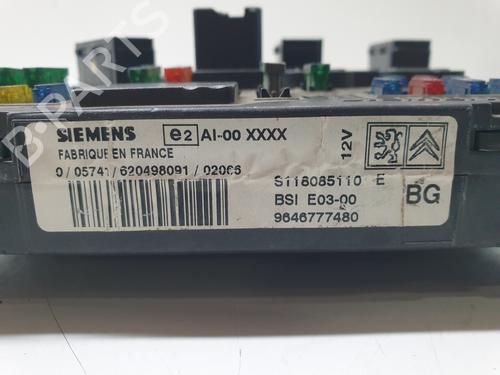 SIEMENS e2 AI-00 XXXX
FABRIQUE EN FRANCE
0/05741/620498091/02066
12V
S118085110 E
BSI E03-00
9646777480
BG
B-PARTS